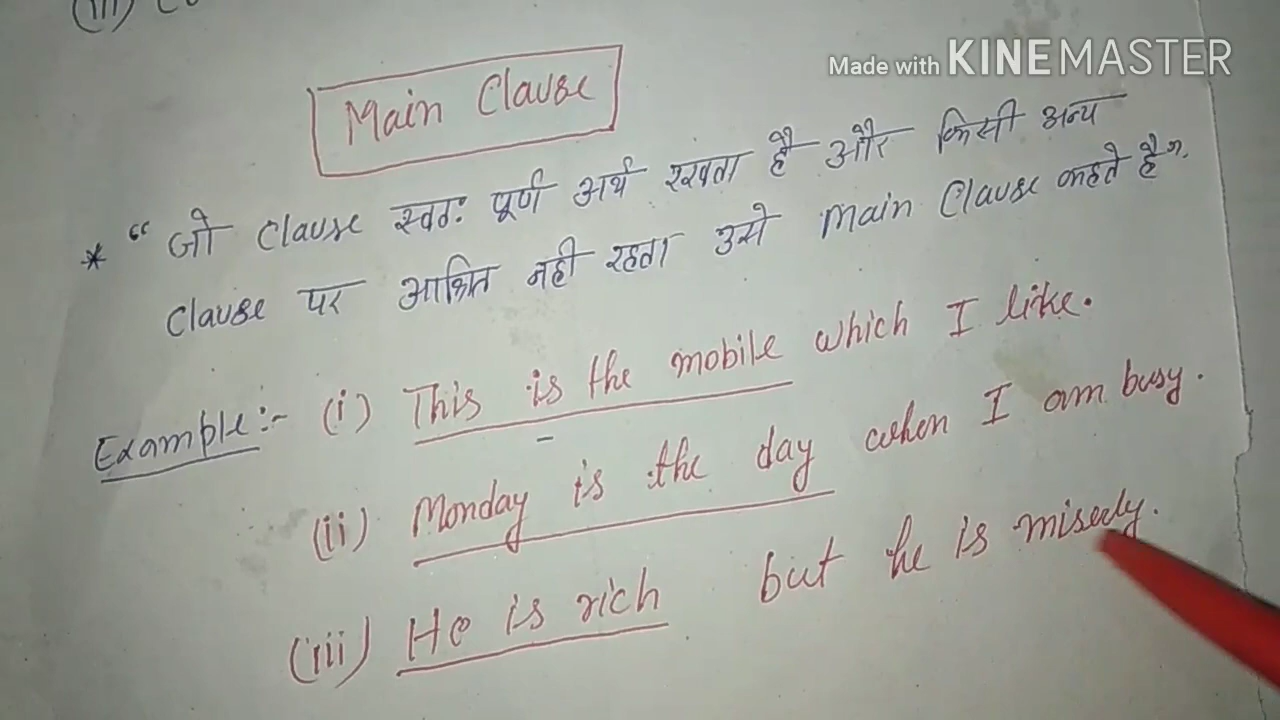 (iii) Co
Made with KINEMASTER
Main Clause
* “ जो Clause स्वतः पूर्ण अर्थ रखता है और किसी अन्य
Clause पर आश्रित नही रहता उसे main Clause कहते है”.
Example:- (i) This is the mobile which I like.
(ii) Monday is the day when I am busy.
(iii) He is rich but he is miserly.